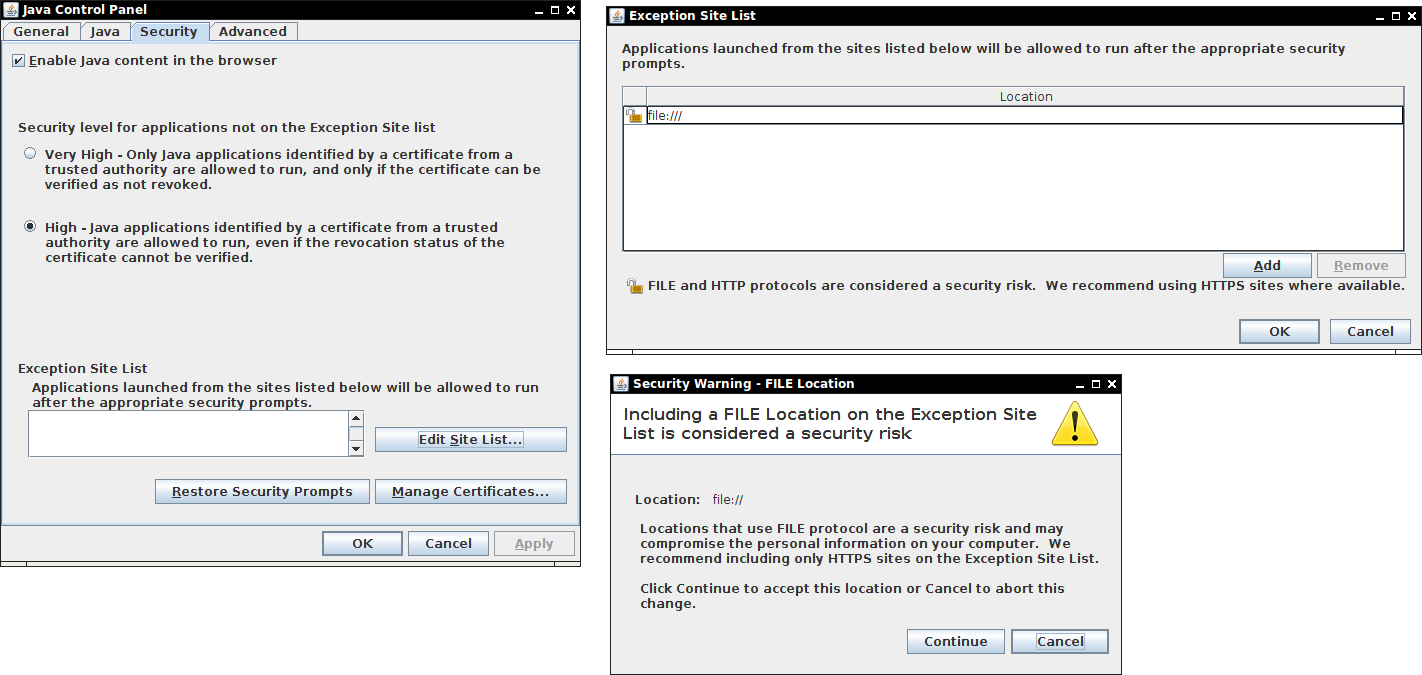 Java Control Panel
General
Java
Security
Advanced
Enable Java content in the browser
Security level for applications not on the Exception Site list
Very High - Only Java applications identified by a certificate from a
trusted authority are allowed to run, and only if the certificate can be
verified as not revoked.
High - Java applications identified by a certificate from a trusted
authority are allowed to run, even if the revocation status of the
certificate cannot be verified.
Exception Site List
Applications launched from the sites listed below will be allowed to run
after the appropriate security prompts.
Edit Site List...
Restore Security Prompts
Manage Certificates...
OK
Cancel
Apply
Exception Site List
Applications launched from the sites listed below will be allowed to run after the appropriate security
prompts.
Location
file:///
Add
Remove
FILE and HTTP protocols are considered a security risk. We recommend using HTTPS sites where available.
OK
Cancel
Security Warning - FILE Location
Including a FILE Location on the Exception Site
List is considered a security risk
Location: file://
Locations that use FILE protocol are a security risk and may
compromise the personal information on your computer. We
recommend including only HTTPS sites on the Exception Site List.
Click Continue to accept this location or Cancel to abort this
change.
Continue
Cancel